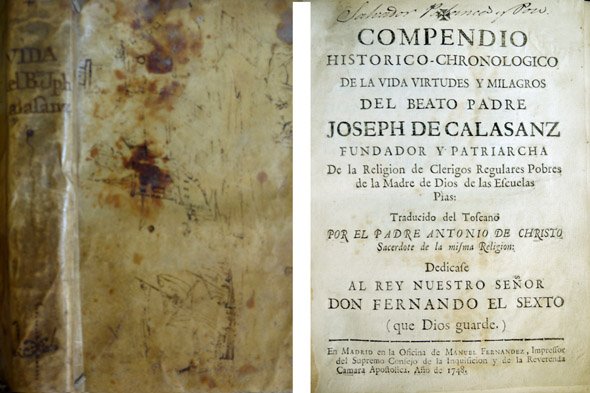 VIDA
del B. Jph
Calasanz
Salvador
COMPENDIO
HISTORICO-CHRONOLOGICO
DE LA VIDA VIRTUDES Y MILAGROS
DEL BEATO PADRE
JOSEPH DE CALASANZ
FUNDADOR Y PATRIARCHA
De la Religion de Clerigos Regulares Pobres
de la Madre de Dios de las Escuelas
Pias:
Traducido del Toscano
POR EL PADRE ANTONIO DE CHRISTO
Sacerdote de la misma Religion:
Dedicase
AL REY NUESTRO SEÑOR
DON FERNANDO EL SEXTO
(que Dios guarde.)
EN MADRID en la Oficina de MANUEL FERNANDEZ, Impressor
del Supremo Consejo de la Inquisicion y de la Reverenda
Camara Apostolica, Año de 1748.